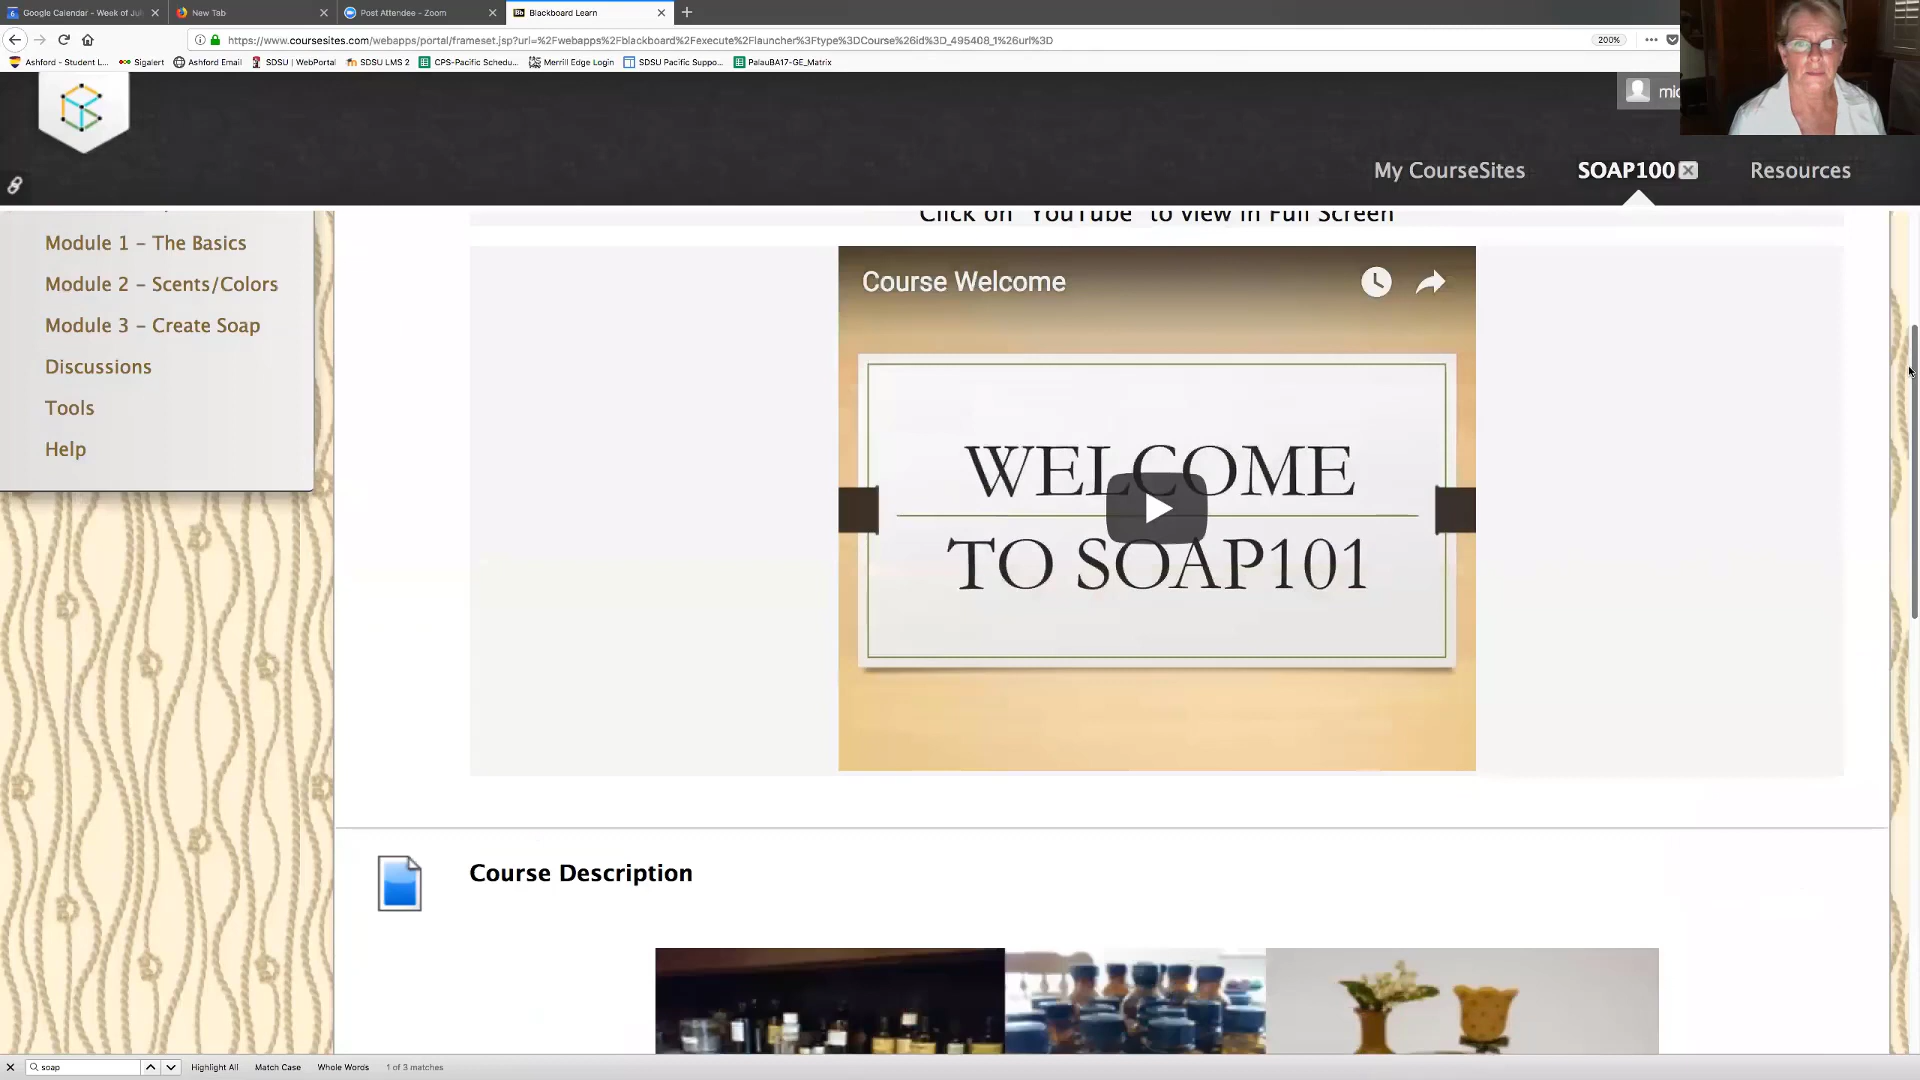 Google Calendar - Week of Jul
New Tab
Post Attendee - Zoom
Bb Blackboard Learn
https://www.coursesites.com/webapps/portal/frameset.jsp?url=%2Fwebapps%2Fblackboard%2Fexecute%2Flauncher%3Ftype%3DCourse%26id%3D_495408_1%26url%3D
200%
Ashford - Student L...
Sigalert
Ashford Email
SDSU | WebPortal
SDSU LMS 2
CPS-Pacific Schedu...
Merrill Edge Login
SDSU Pacific Suppo...
PalauBA17-GE_Matrix
mic
My CourseSites
SOAP100
Resources
Click on "YouTube" to view in Full Screen
Module 1 - The Basics
Module 2 - Scents/Colors
Module 3 - Create Soap
Discussions
Tools
Help
Course Welcome
WELCOME
TO SOAP101
Course Description
soap
Highlight All
Match Case
Whole Words
1 of 3 matches